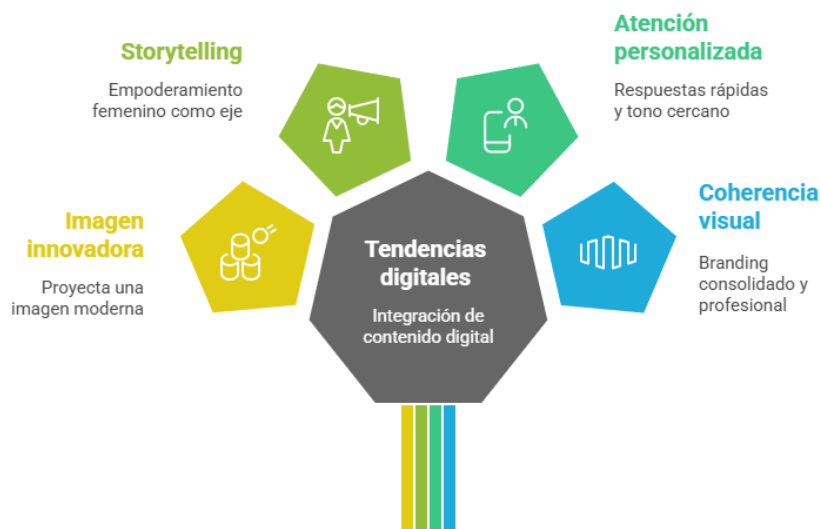 Storytelling
Empoderamiento
femenino como eje
Atención
personalizada
Respuestas rápidas
y tono cercano
Imagen
innovadora
Proyecta una
imagen moderna
Tendencias
digitales
Integración de
contenido digital
Coherencia
visual
Branding
consolidado y
profesional